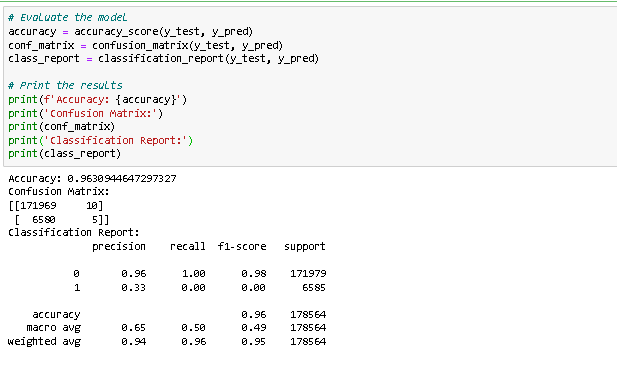 # Evaluate the model
accuracy = accuracy_score(y_test, y_pred)
conf_matrix = confusion_matrix(y_test, y_pred)
class_report = classification_report(y_test, y_pred)
# Print the results
print(f'Accuracy: {accuracy}')
print('Confusion Matrix:')
print(conf_matrix)
print('Classification Report:')
print(class_report)
Accuracy: 0.9630944647297327
Confusion Matrix:
[[171969 10]
[ 6580 5]]
Classification Report:
precision recall f1-score support
0 0.96 1.00 0.98 171979
1 0.33 0.00 0.00 6585
accuracy 0.96 178564
macro avg 0.65 0.50 0.49 178564
weighted avg 0.94 0.96 0.95 178564